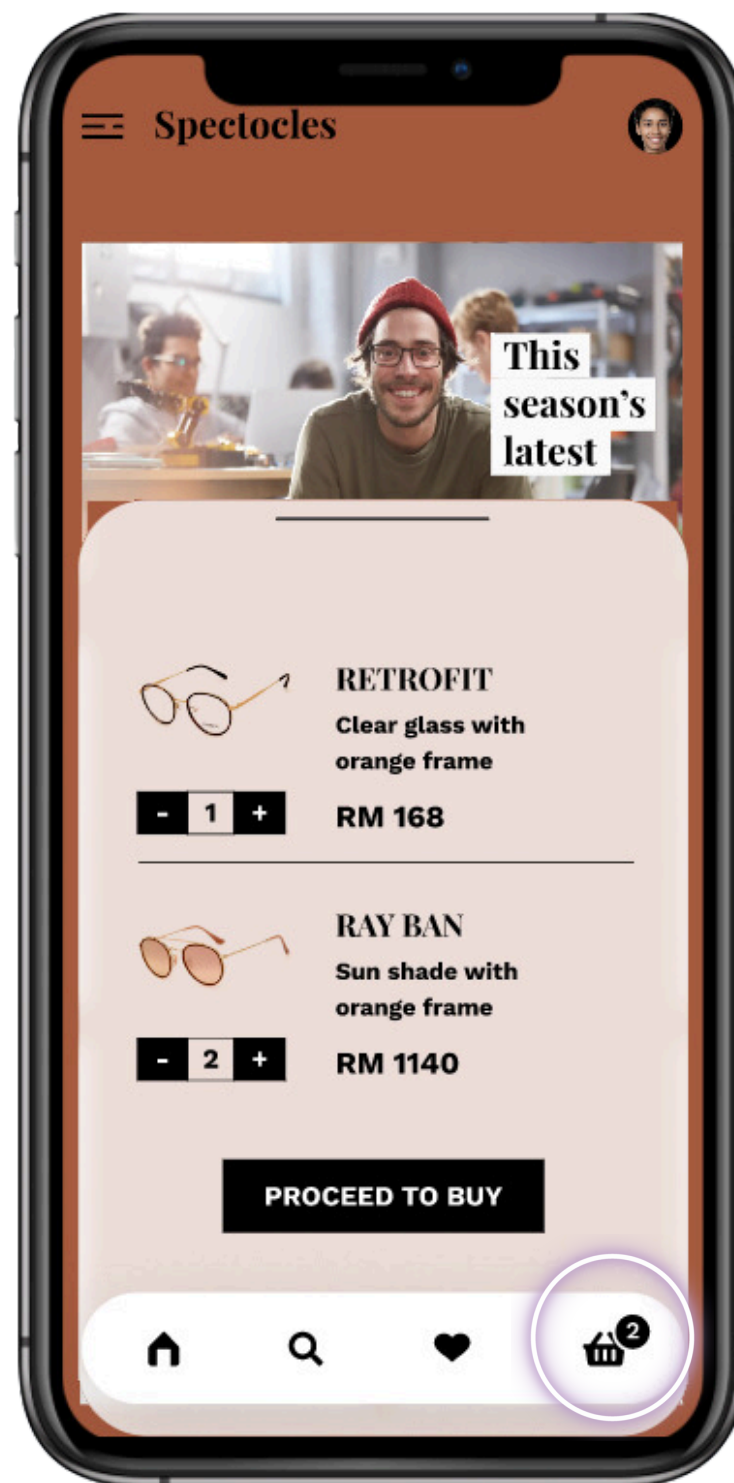 Spectocles
This
season's
latest
RETROFIT
Clear glass with
orange frame
- 1 +
RM 168
RAY BAN
Sun shade with
orange frame
- 2 +
RM 1140
PROCEED TO BUY
2